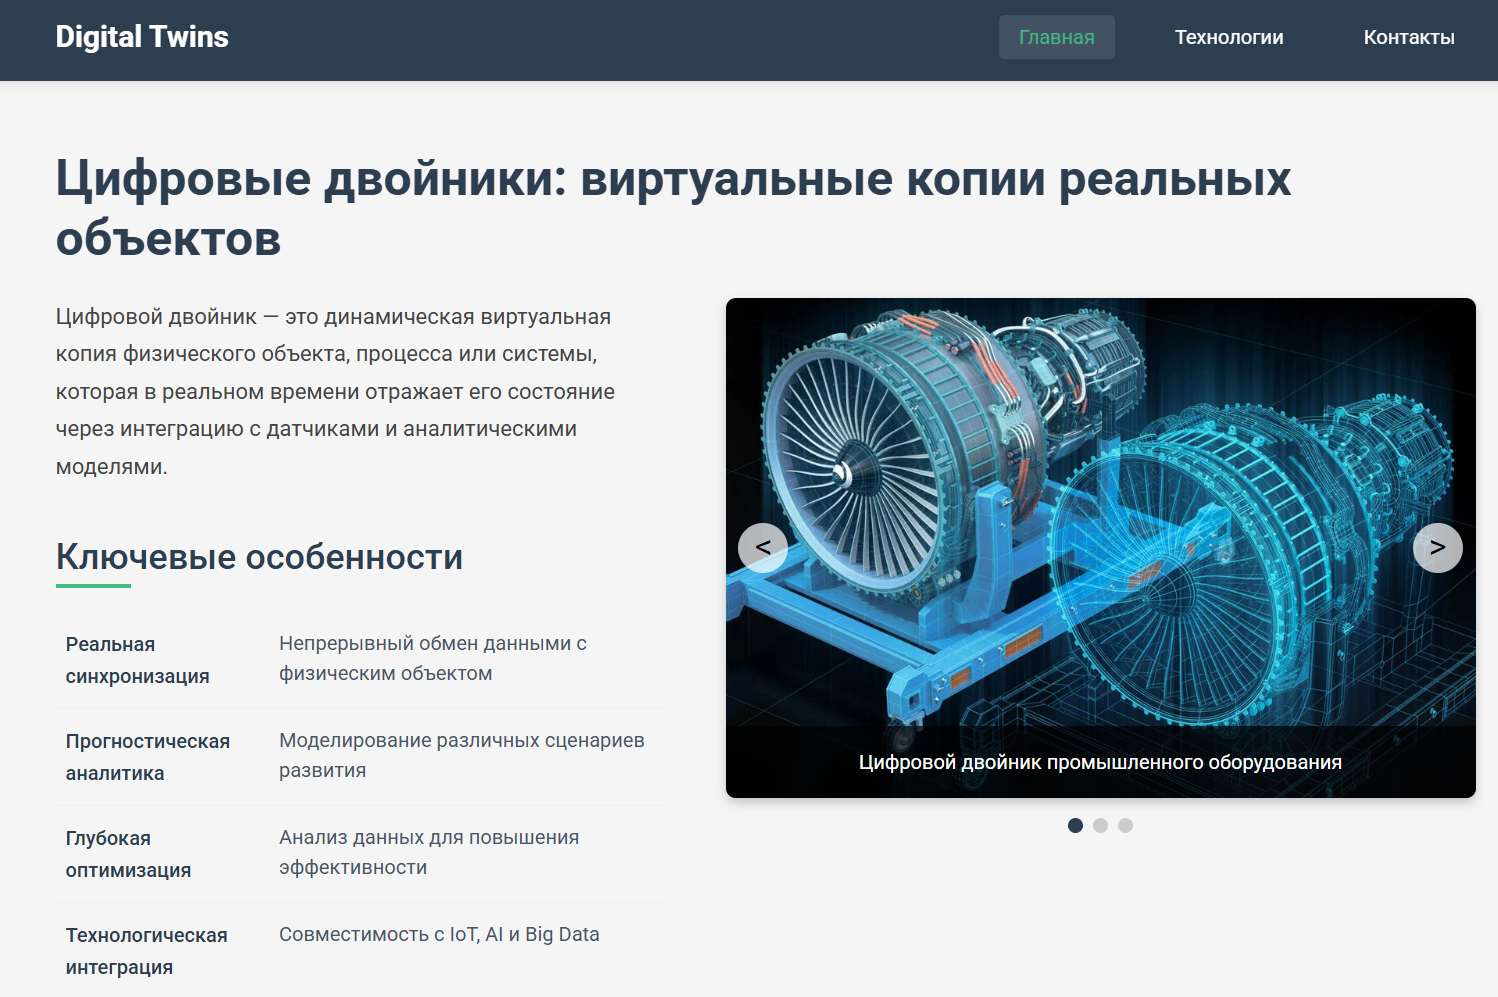 Digital Twins
Главная
Технологии
Контакты
Цифровые двойники: виртуальные копии реальных
объектов
Цифровой двойник — это динамическая виртуальная
копия физического объекта, процесса или системы,
которая в реальном времени отражает его состояние
через интеграцию с датчиками и аналитическими
моделями.
Ключевые особенности
Реальная
синхронизация
Непрерывный обмен данными с
физическим объектом
Прогностическая
аналитика
Моделирование различных сценариев
развития
Глубокая
оптимизация
Анализ данных для повышения
эффективности
Технологическая
интеграция
Совместимость с IoT, AI и Big Data
<
>
Цифровой двойник промышленного оборудования